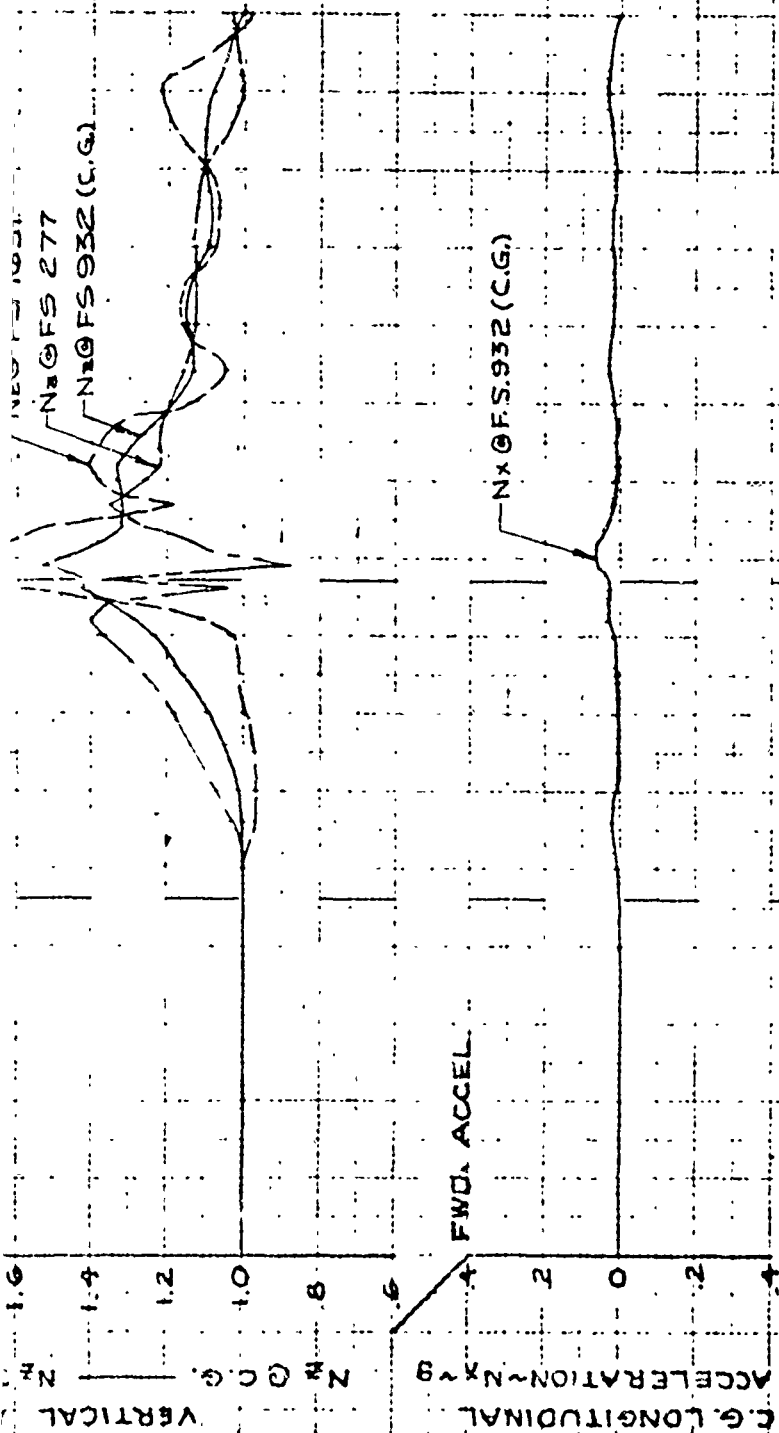 Nz@FS 277
Nz@FS 932 (C.G.)
1.6
1.4
1.2
1.0
.8
.6
VERTICAL
Nz @ C.G.
Nz
Nx@F.S. 932 (C.G.)
FWD. ACCEL.
.4
.2
0
.2
.4
C.G. LONGITUDINAL
ACCELERATION~Nx~g